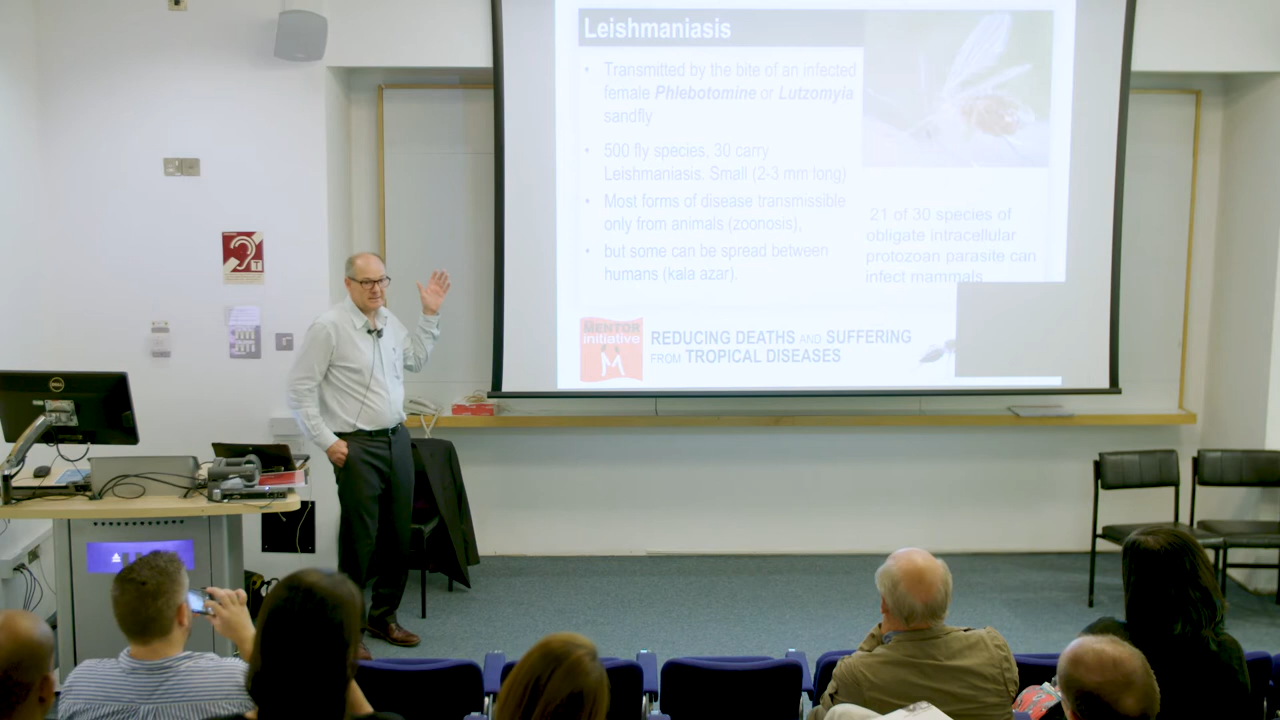 Leishmaniasis
• Transmitted by the bite of an infected
female Phlebotomine or Lutzomyia
sandfly
• 500 fly species, 30 carry
Leishmaniasis. Small (2-3 mm long)
• Most forms of disease transmissible
only from animals (zoonosis),
• but some can be spread between
humans (kala azar).
21 of 30 species of
obligate intracellular
protozoan parasite can
infect mammals
MENTOR
initiative
M
REDUCING DEATHS AND SUFFERING
FROM TROPICAL DISEASES
T
DELL